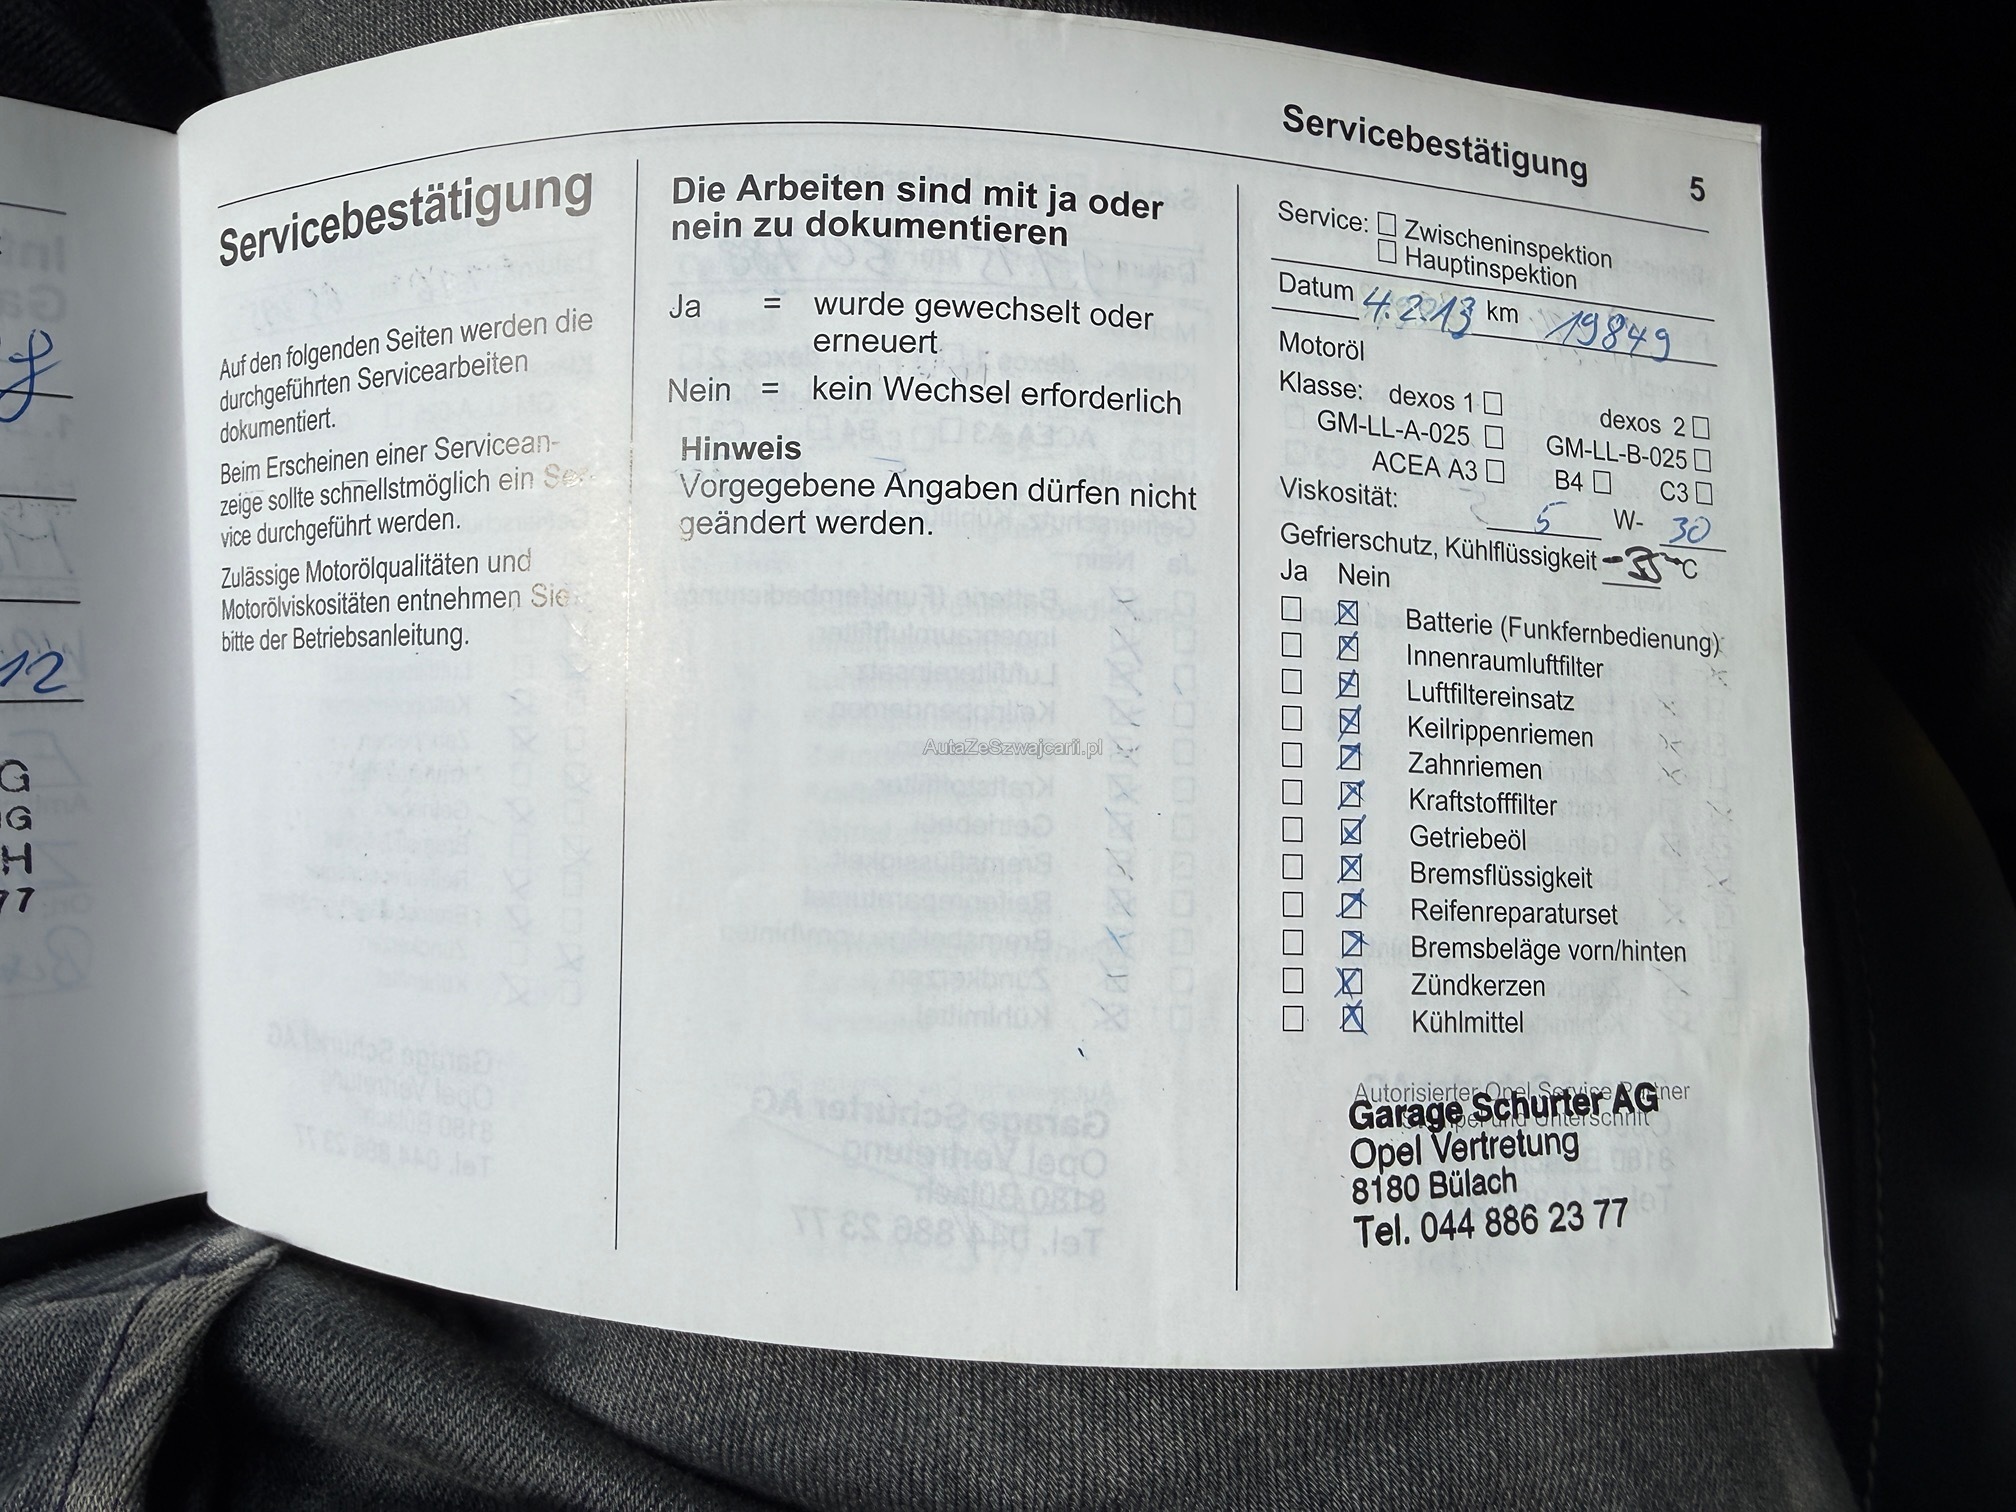 Servicebestätigung
5
Servicebestätigung
Auf den folgenden Seiten werden die
durchgeführten Servicearbeiten
dokumentiert.
Beim Erscheinen einer Servicean-
zeige sollte schnellstmöglich ein Ser-
vice durchgeführt werden.
Zulässige Motorölqualitäten und
Motorölviskositäten entnehmen Sie
bitte der Betriebsanleitung.
Die Arbeiten sind mit ja oder
nein zu dokumentieren
Ja = wurde gewechselt oder
erneuert
Nein = kein Wechsel erforderlich
Hinweis
Vorgegebene Angaben dürfen nicht
geändert werden.
Service: Zwischeninspektion
Hauptinspektion
Datum 4.2.13 km 19849
Motoröl
Klasse: dexos 1 dexos 2
GM-LL-A-025 GM-LL-B-025
ACEA A3 B4 C3
Viskosität: 5 W- 30
Gefrierschutz, Kühlflüssigkeit -35 °C
Ja Nein
Batterie (Funkfernbedienung)
Innenraumluftfilter
Luftfiltereinsatz
Keilrippenriemen
Zahnriemen
Kraftstofffilter
Getriebeöl
Bremsflüssigkeit
Reifenreparaturset
Bremsbeläge vorn/hinten
Zündkerzen
Kühlmittel
Autorisierter Opel Service Partner
Stempel und Unterschrift
Garage Schurter AG
Opel Vertretung
8180 Bülach
Tel. 044 886 23 77
12
G
G
H
77
AutaZeSzwajcarii.pl